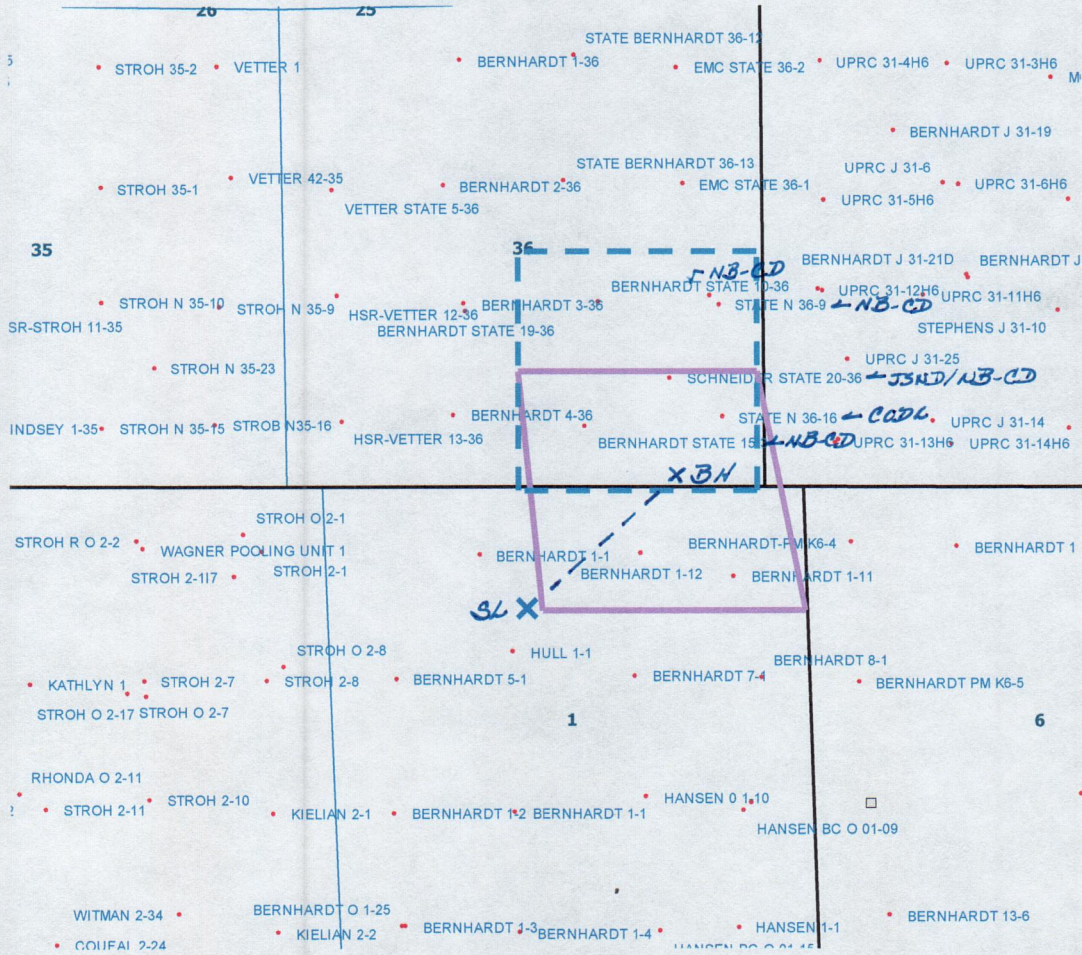 26
25
STATE BERNHARDT 36-12
STROH 35-2
VETTER 1
BERNHARDT 1-36
EMC STATE 36-2
UPRC 31-4H6
UPRC 31-3H6
BERNHARDT J 31-19
STATE BERNHARDT 36-13
UPRC J 31-6
STROH 35-1
VETTER 42-35
BERNHARDT 2-36
EMC STATE 36-1
UPRC 31-6H6
VETTER STATE 5-36
UPRC 31-5H6
35
36
BERNHARDT J 31-21D
BERNHARDT J
NB-CD
BERNHARDT STATE 10-36
STROH N 35-10
STROH N 35-9
HSR-VETTER 12-36
BERNHARDT 3-36
STATE N 36-9 ← NB-CD
UPRC 31-12H6
UPRC 31-11H6
SR-STROH 11-35
BERNHARDT STATE 19-36
STEPHENS J 31-10
UPRC J 31-25
STROH N 35-23
SCHNEIDER STATE 20-36 ← JSND/NB-CD
INDSEY 1-35
STROH N 35-15
STROB N35-16
BERNHARDT 4-36
STATE N 36-16 ← CODL
UPRC J 31-14
HSR-VETTER 13-36
BERNHARDT STATE 15 ← NB-CD
UPRC 31-13H6
UPRC 31-14H6
X BH
STROH O 2-1
STROH R O 2-2
WAGNER POOLING UNIT 1
BERNHARDT 1-1
BERNHARDT-PM K6-4
BERNHARDT 1
STROH 2-1I7
STROH 2-1
BERNHARDT 1-12
BERNHARDT 1-11
SL X
STROH O 2-8
HULL 1-1
BERNHARDT 8-1
KATHLYN 1
STROH 2-7
STROH 2-8
BERNHARDT 5-1
BERNHARDT 7-1
BERNHARDT PM K6-5
STROH O 2-17
STROH O 2-7
1
6
RHONDA O 2-11
STROH 2-11
STROH 2-10
KIELIAN 2-1
BERNHARDT 1-2
BERNHARDT 1-1
HANSEN 0 1-10
HANSEN BC O 01-09
WITMAN 2-34
BERNHARDT O 1-25
BERNHARDT 13-6
COUFAL 2-24
KIELIAN 2-2
BERNHARDT 1-3
BERNHARDT 1-4
HANSEN 1-1
HANSEN BC O 01-15